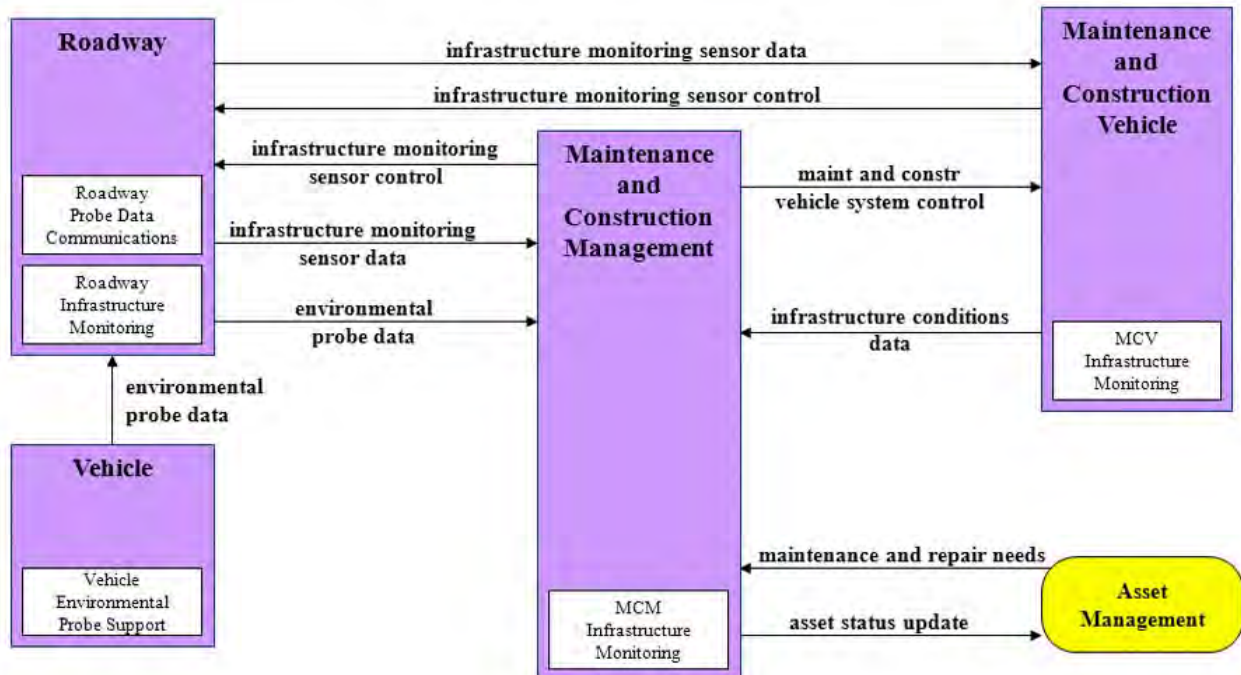 Roadway
infrastructure monitoring sensor data
Maintenance
and
Construction
Vehicle
infrastructure monitoring sensor control
infrastructure monitoring
sensor control
Maintenance
and
Construction
Management
maint and constr
vehicle system control
Roadway
Probe Data
Communications
infrastructure monitoring
sensor data
Roadway
Infrastructure
Monitoring
environmental
probe data
infrastructure conditions
data
MCV
Infrastructure
Monitoring
environmental
probe data
Vehicle
Vehicle
Environmental
Probe Support
MCM
Infrastructure
Monitoring
maintenance and repair needs
Asset
Management
asset status update